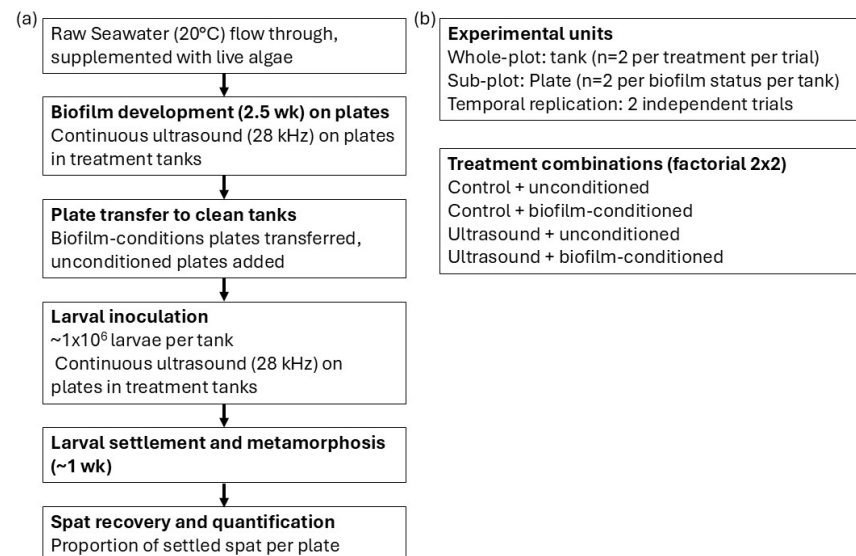 (a)
Raw Seawater (20°C) flow through,
supplemented with live algae
Biofilm development (2.5 wk) on plates
Continuous ultrasound (28 kHz) on plates
in treatment tanks
Plate transfer to clean tanks
Biofilm-conditions plates transferred,
unconditioned plates added
Larval inoculation
~1x10⁶ larvae per tank
Continuous ultrasound (28 kHz) on
plates in treatment tanks
Larval settlement and metamorphosis
(~1 wk)
Spat recovery and quantification
Proportion of settled spat per plate
(b)
Experimental units
Whole-plot: tank (n=2 per treatment per trial)
Sub-plot: Plate (n=2 per biofilm status per tank)
Temporal replication: 2 independent trials
Treatment combinations (factorial 2x2)
Control + unconditioned
Control + biofilm-conditioned
Ultrasound + unconditioned
Ultrasound + biofilm-conditioned